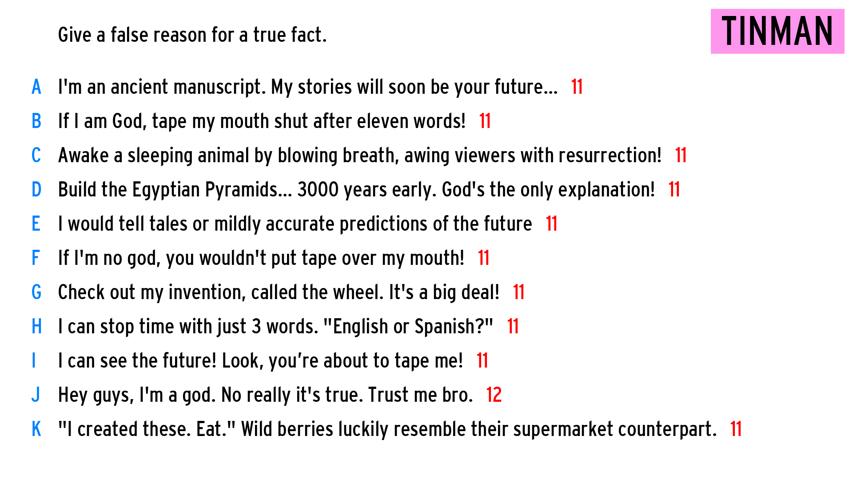 Give a false reason for a true fact.
TINMAN
A I'm an ancient manuscript. My stories will soon be your future... 11
B If I am God, tape my mouth shut after eleven words! 11
C Awake a sleeping animal by blowing breath, awing viewers with resurrection! 11
D Build the Egyptian Pyramids... 3000 years early. God's the only explanation! 11
E I would tell tales or mildly accurate predictions of the future 11
F If I'm no god, you wouldn't put tape over my mouth! 11
G Check out my invention, called the wheel. It's a big deal! 11
H I can stop time with just 3 words. "English or Spanish?" 11
I I can see the future! Look, you’re about to tape me! 11
J Hey guys, I'm a god. No really it's true. Trust me bro. 12
K "I created these. Eat." Wild berries luckily resemble their supermarket counterpart. 11